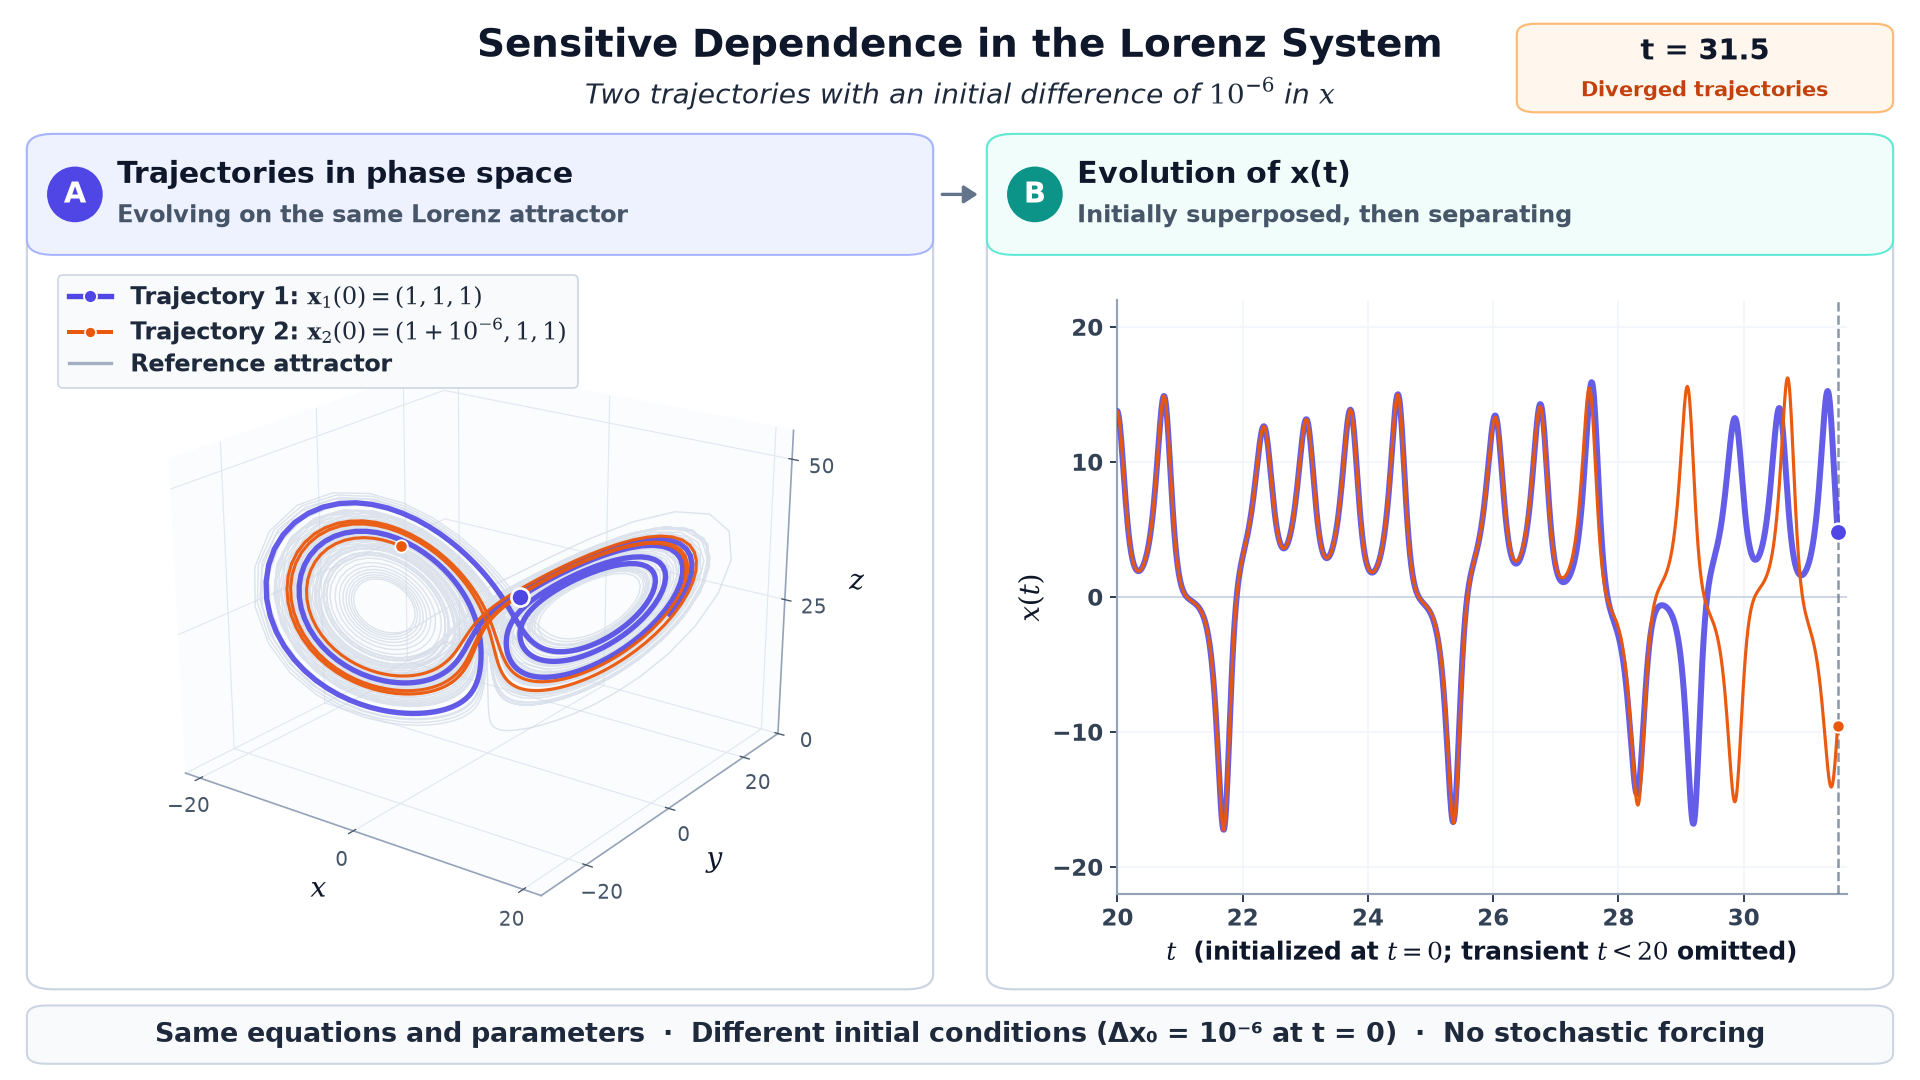 Sensitive Dependence in the Lorenz System
Two trajectories with an initial difference of 10⁻⁶ in x
t = 31.5
Diverged trajectories
A
Trajectories in phase space
Evolving on the same Lorenz attractor
Trajectory 1: x₁(0) = (1, 1, 1)
Trajectory 2: x₂(0) = (1 + 10⁻⁶, 1, 1)
Reference attractor
50
25
0
z
20
0
−20
y
−20
0
20
x
B
Evolution of x(t)
Initially superposed, then separating
20
10
0
−10
−20
x(t)
20 22 24 26 28 30
t (initialized at t = 0; transient t < 20 omitted)
Same equations and parameters · Different initial conditions (Δx₀ = 10⁻⁶ at t = 0) · No stochastic forcing